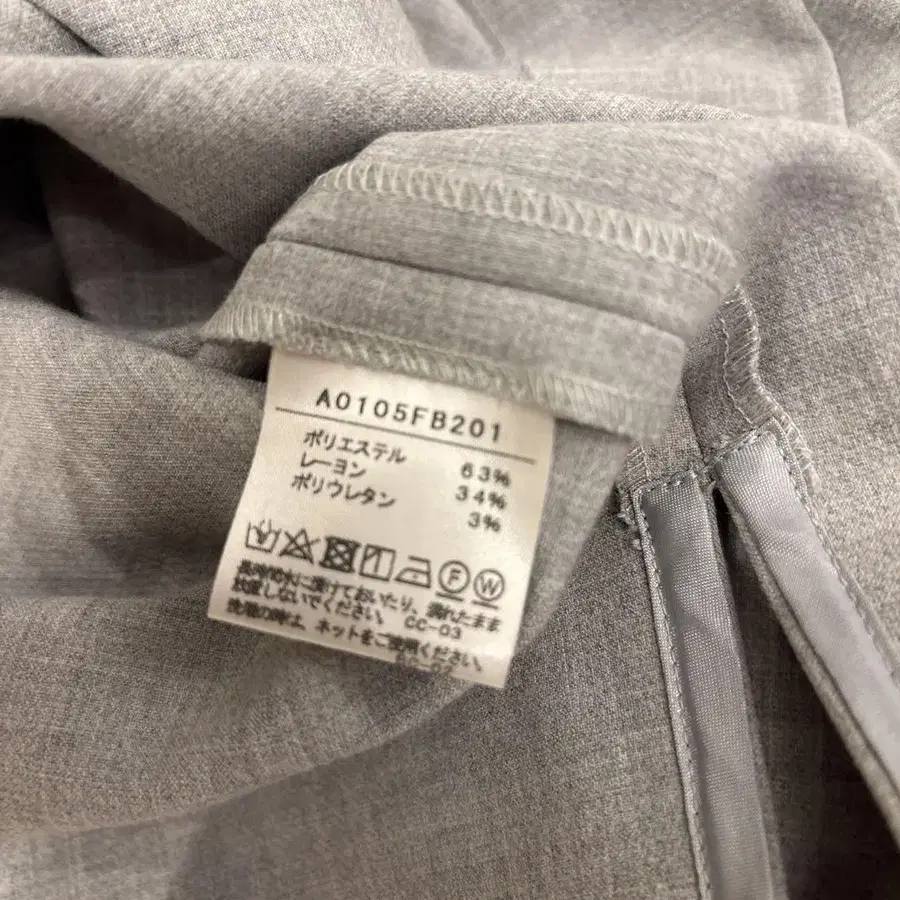 A0105FB201
ポリエステル 63%
レーヨン 34%
ポリウレタン 3%
F W
長時間水に漬けておいたり、濡れたまま
放置しないでください。 CC-03
洗濯の時は、ネットをご使用ください。